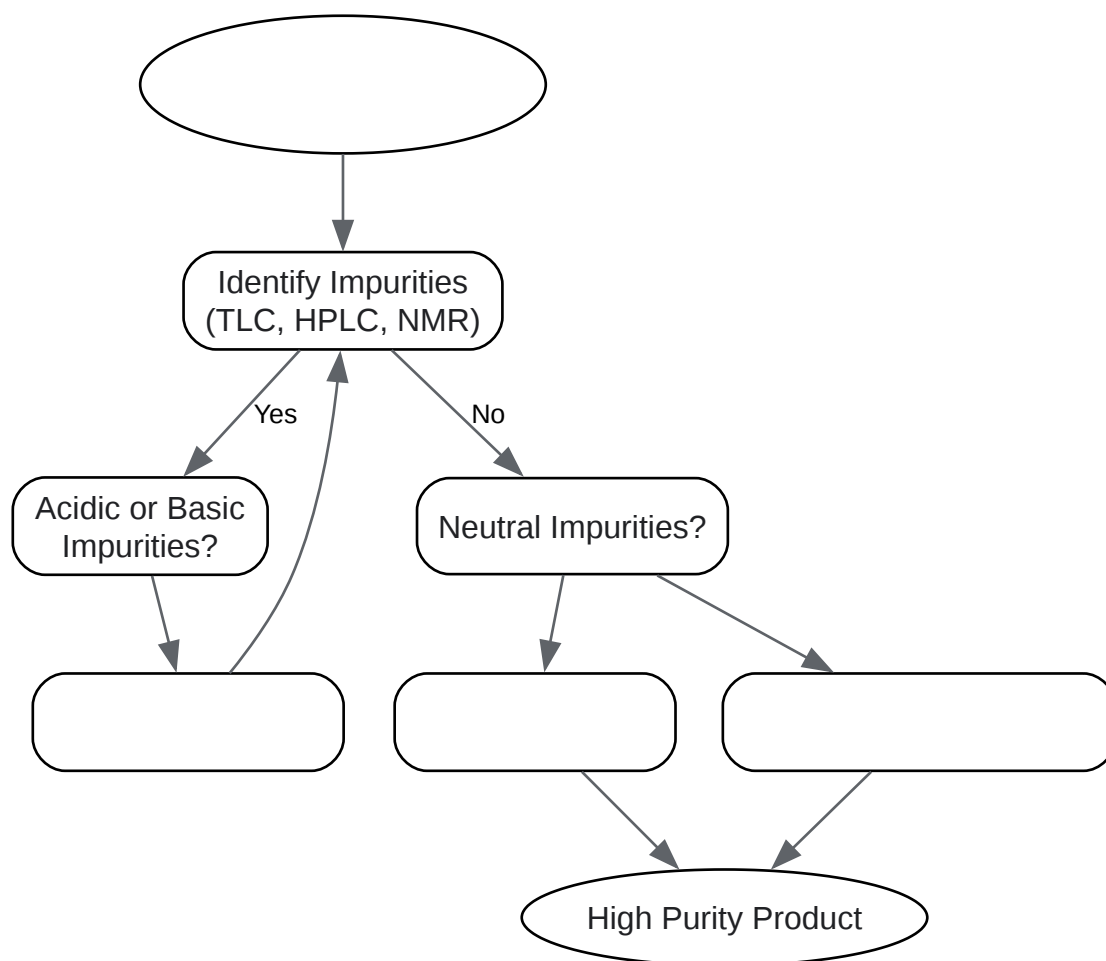 Identify Impurities
(TLC, HPLC, NMR)
Yes
No
Acidic or Basic
Impurities?
Neutral Impurities?
High Purity Product